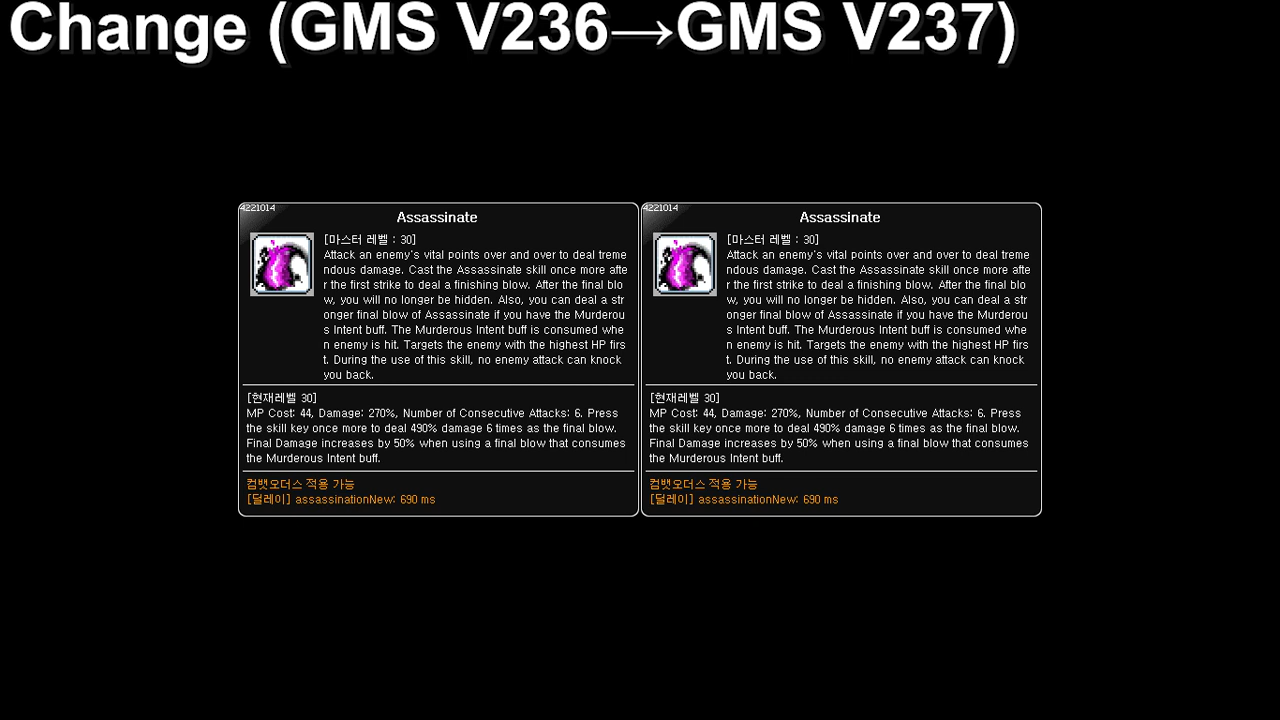 Change (GMS V236→GMS V237)
4221014
Assassinate
[마스터 레벨 : 30]
Attack an enemy's vital points over and over to deal treme
ndous damage. Cast the Assassinate skill once more afte
r the first strike to deal a finishing blow. After the final blo
w, you will no longer be hidden. Also, you can deal a str
onger final blow of Assassinate if you have the Murderou
s Intent buff. The Murderous Intent buff is consumed whe
n enemy is hit. Targets the enemy with the highest HP firs
t. During the use of this skill, no enemy attack can knock
you back.
[현재레벨 30]
MP Cost: 44, Damage: 270%, Number of Consecutive Attacks: 6. Press
the skill key once more to deal 490% damage 6 times as the final blow.
Final Damage increases by 50% when using a final blow that consumes
the Murderous Intent buff.
컴뱃오더스 적용 가능
[딜레이] assassinationNew: 690 ms
4221014
Assassinate
[마스터 레벨 : 30]
Attack an enemy's vital points over and over to deal treme
ndous damage. Cast the Assassinate skill once more afte
r the first strike to deal a finishing blow. After the final blo
w, you will no longer be hidden. Also, you can deal a str
onger final blow of Assassinate if you have the Murderou
s Intent buff. The Murderous Intent buff is consumed whe
n enemy is hit. Targets the enemy with the highest HP firs
t. During the use of this skill, no enemy attack can knock
you back.
[현재레벨 30]
MP Cost: 44, Damage: 270%, Number of Consecutive Attacks: 6. Press
the skill key once more to deal 490% damage 6 times as the final blow.
Final Damage increases by 50% when using a final blow that consumes
the Murderous Intent buff.
컴뱃오더스 적용 가능
[딜레이] assassinationNew: 690 ms